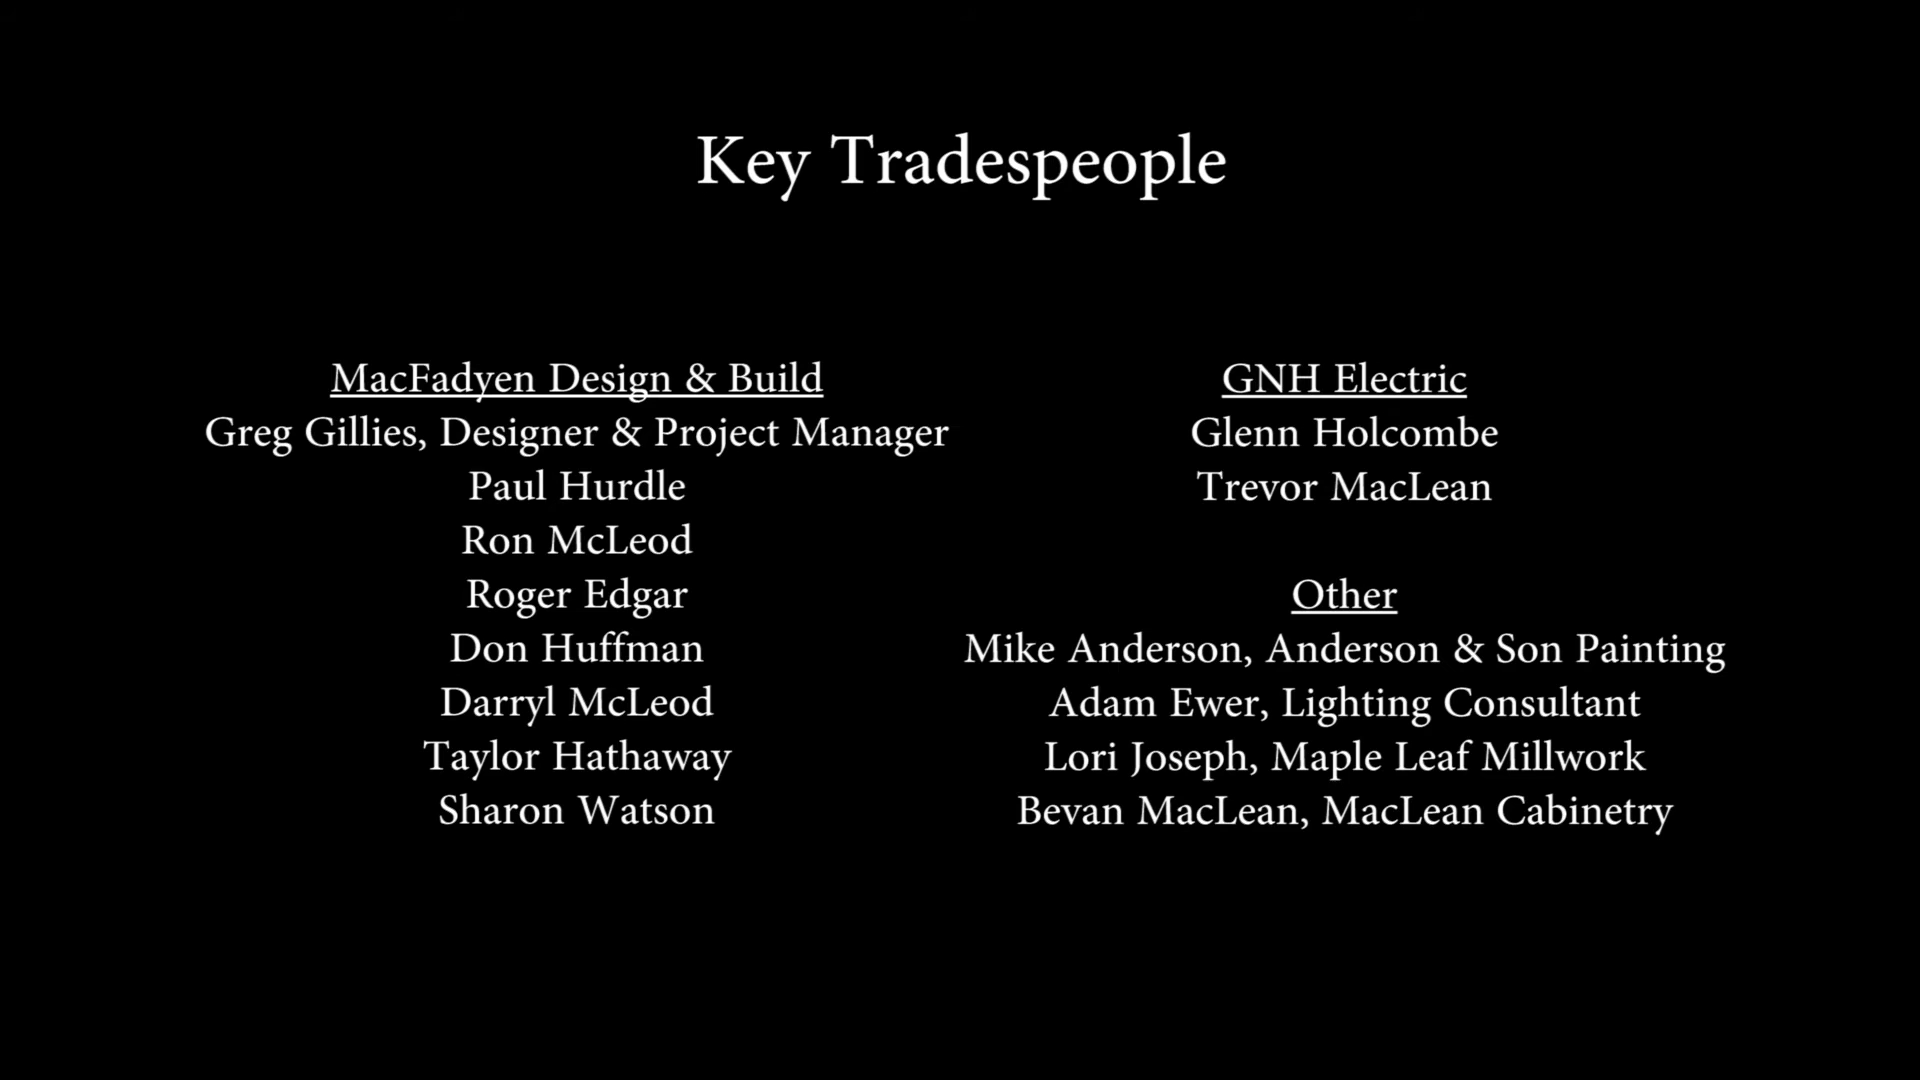 Key Tradespeople
MacFadyen Design & Build
Greg Gillies, Designer & Project Manager
Paul Hurdle
Ron McLeod
Roger Edgar
Don Huffman
Darryl McLeod
Taylor Hathaway
Sharon Watson
GNH Electric
Glenn Holcombe
Trevor MacLean
Other
Mike Anderson, Anderson & Son Painting
Adam Ewer, Lighting Consultant
Lori Joseph, Maple Leaf Millwork
Bevan MacLean, MacLean Cabinetry